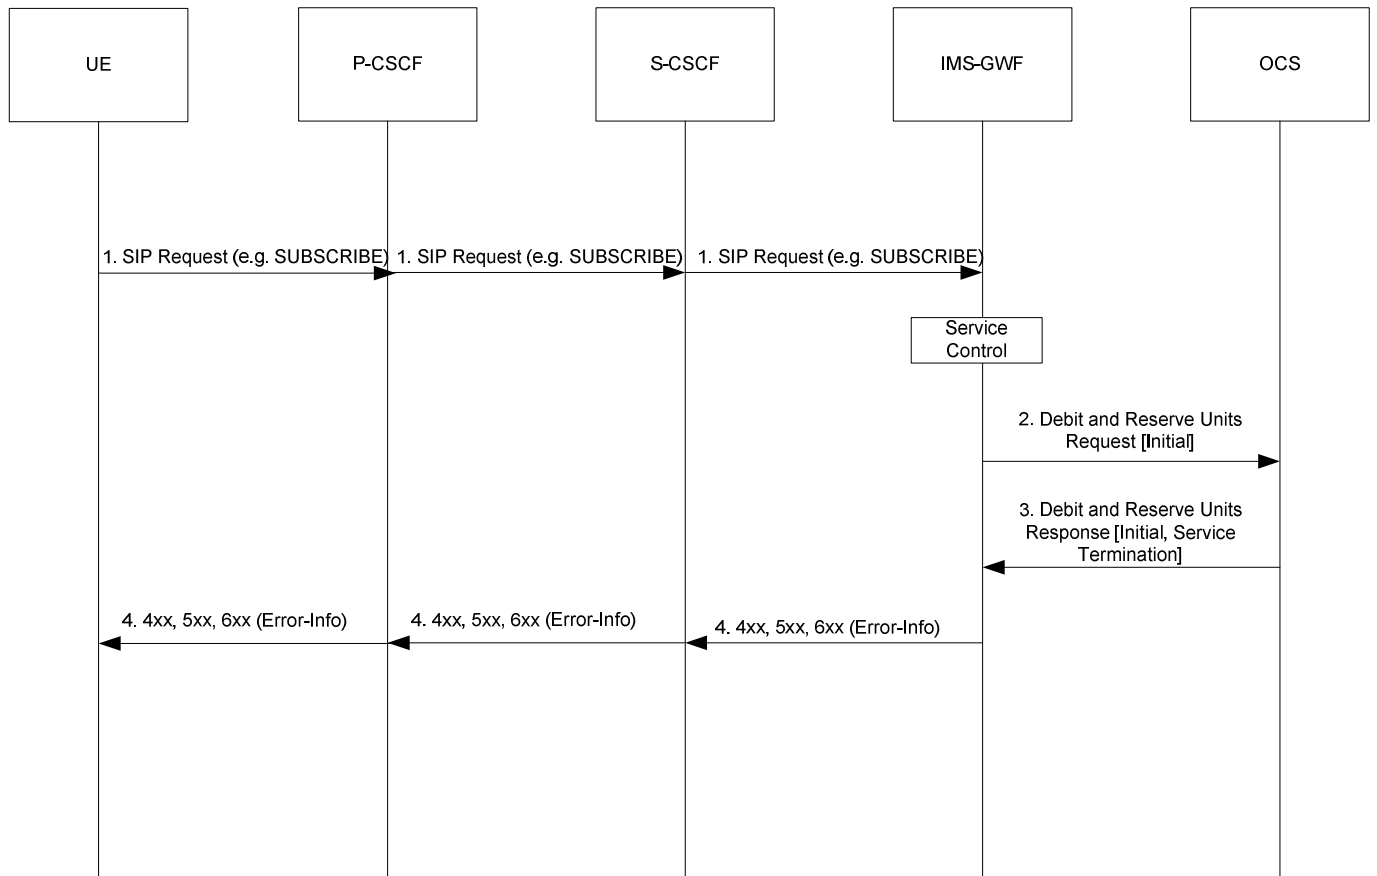 UE
P-CSCF
S-CSCF
IMS-GWF
OCS
1. SIP Request (e.g. SUBSCRIBE)
1. SIP Request (e.g. SUBSCRIBE)
1. SIP Request (e.g. SUBSCRIBE)
Service
Control
2. Debit and Reserve Units
Request [Initial]
3. Debit and Reserve Units
Response [Initial, Service
Termination]
4. 4xx, 5xx, 6xx (Error-Info)
4. 4xx, 5xx, 6xx (Error-Info)
4. 4xx, 5xx, 6xx (Error-Info)